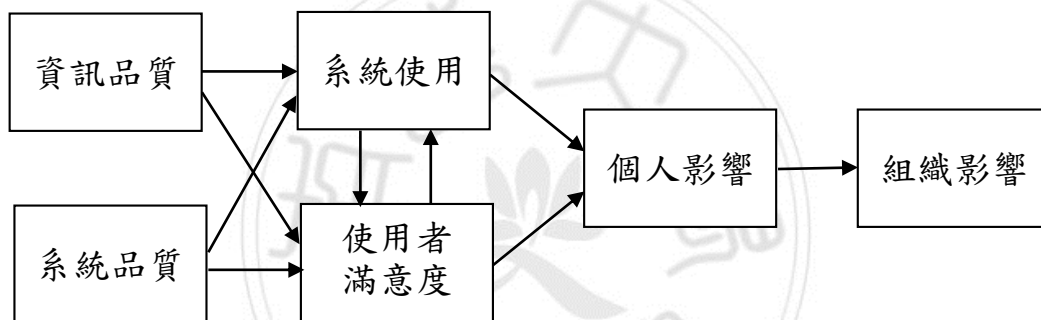 資訊品質
系統使用
個人影響
組織影響
系統品質
使用者
滿意度